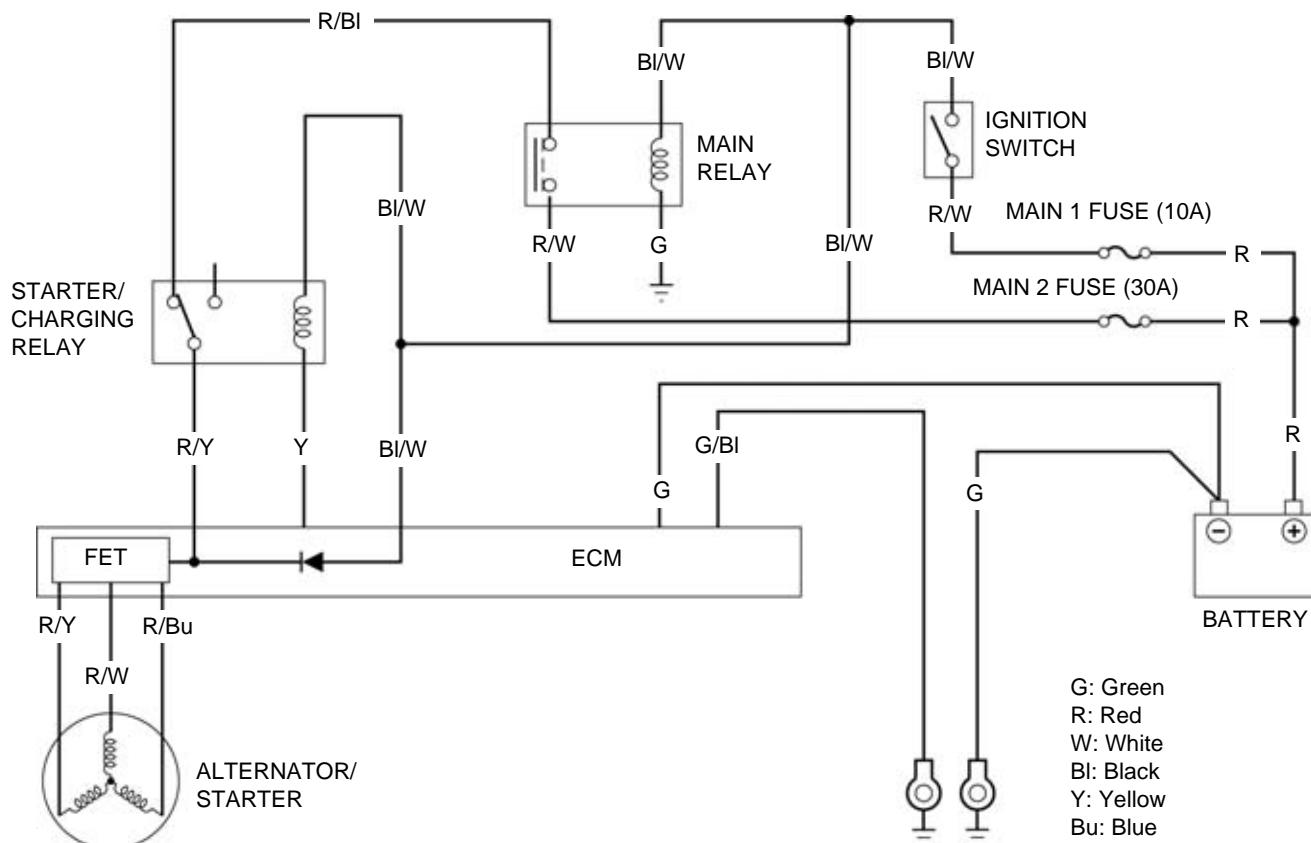 R/Bl
Bl/W
Bl/W
IGNITION
SWITCH
MAIN
RELAY
Bl/W
R/W
G
Bl/W
R/W
MAIN 1 FUSE (10A)
R
STARTER/
CHARGING
RELAY
MAIN 2 FUSE (30A)
R
R/Y
Y
Bl/W
G/Bl
R
G
G
FET
ECM
R/Y
R/Bu
R/W
BATTERY
ALTERNATOR/
STARTER
G: Green
R: Red
W: White
Bl: Black
Y: Yellow
Bu: Blue